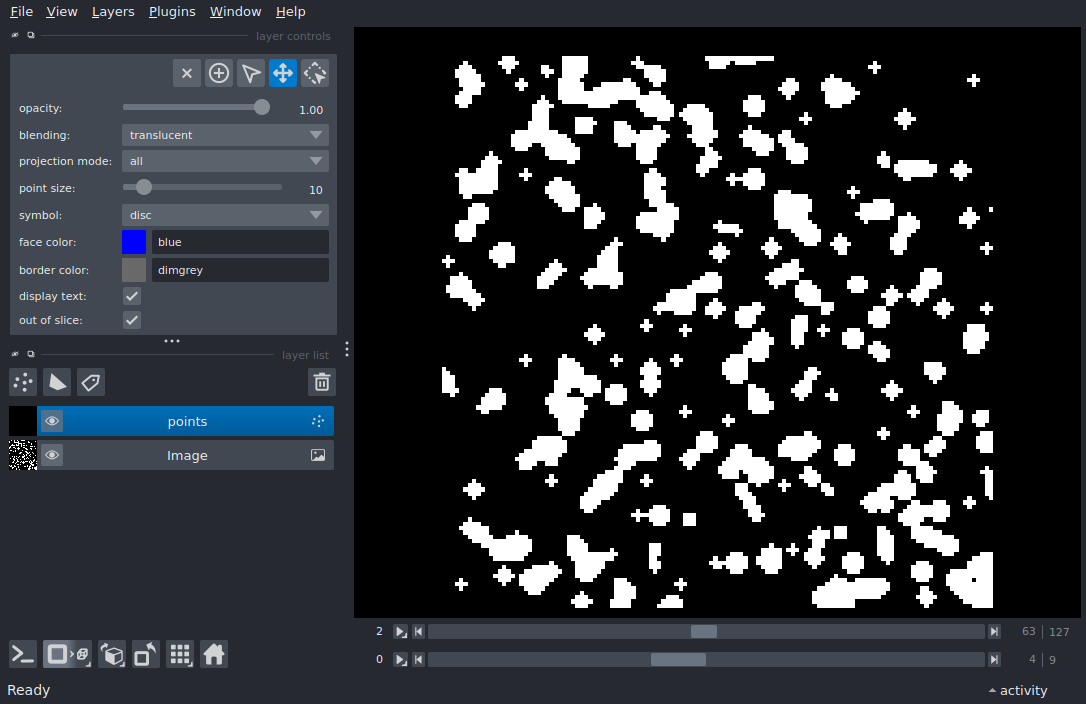 File View Layers Plugins Window Help
layer controls
opacity: 1.00
blending: translucent
projection mode: all
point size: 10
symbol: disc
face color: blue
border color: dimgrey
display text:
out of slice:
layer list
points
Image
2 63 127
0 4 9
Ready activity